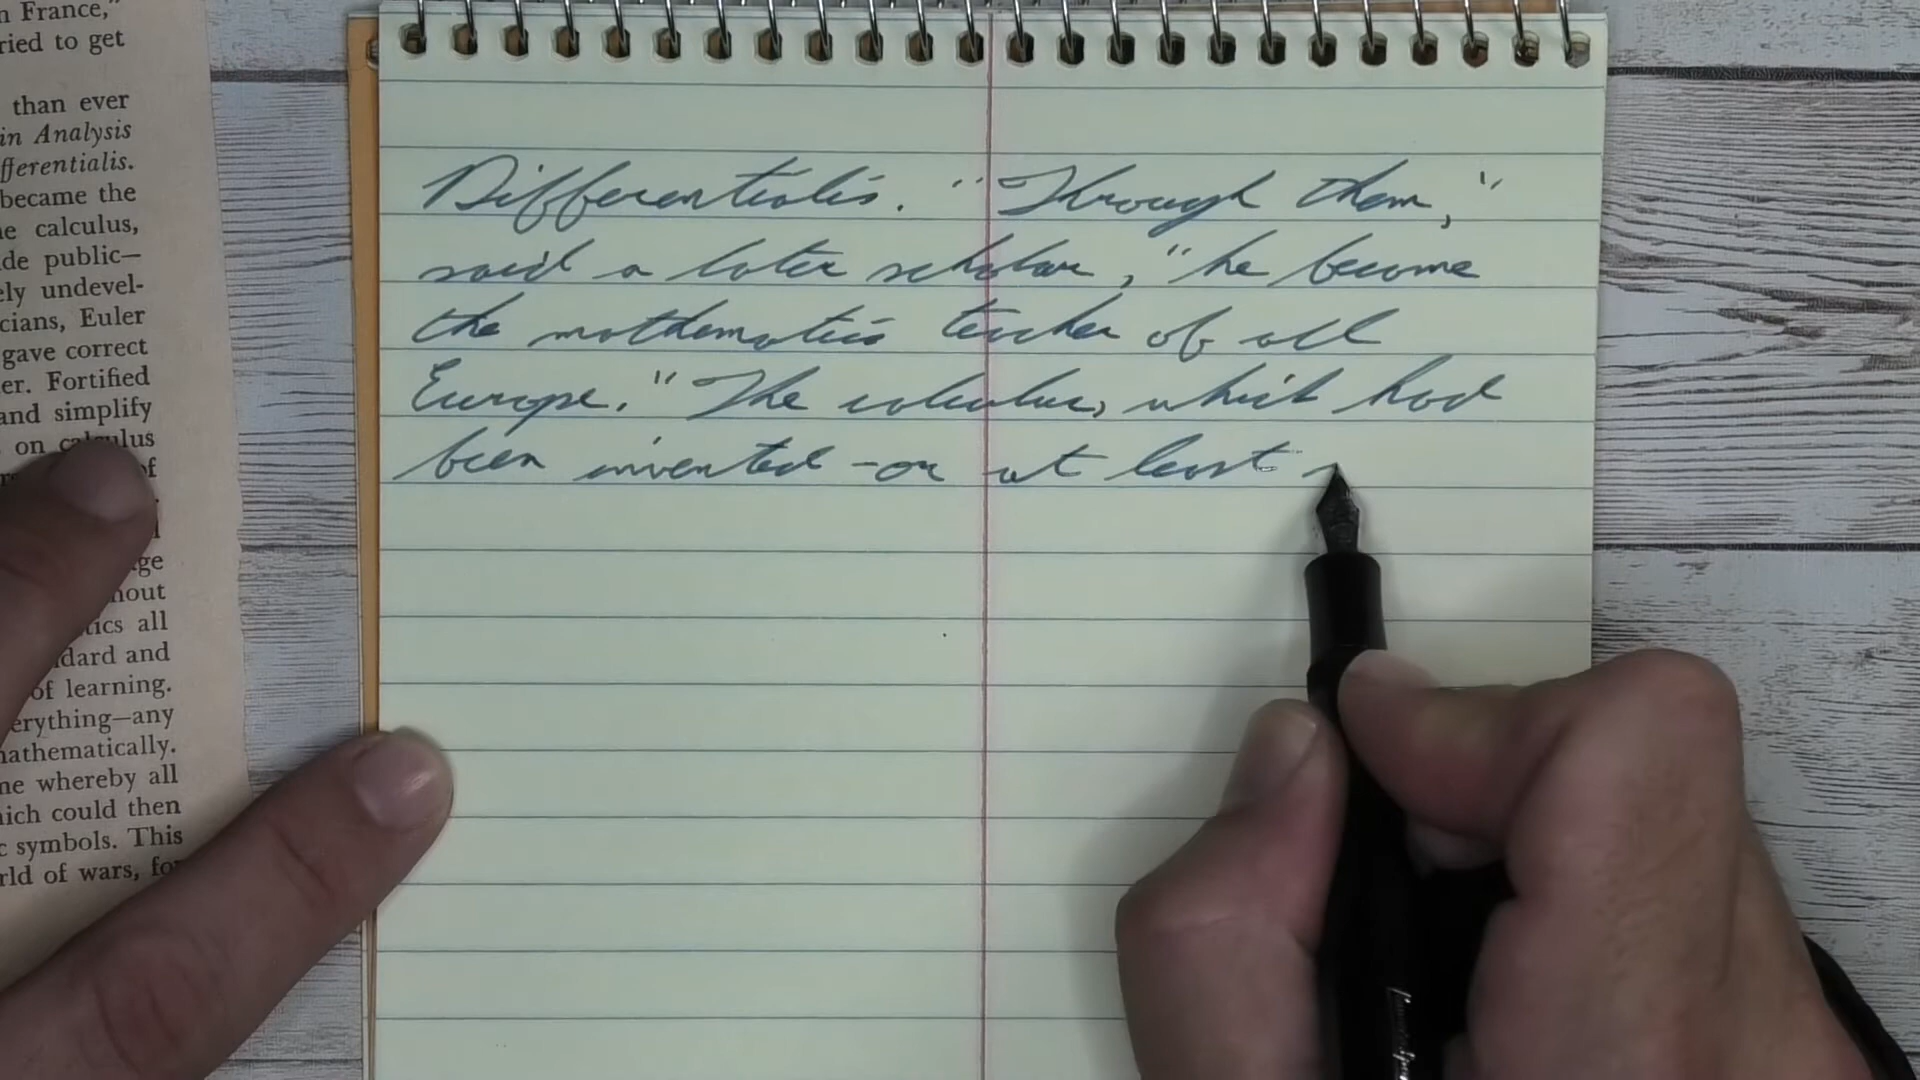 n France,"
ried to get
than ever
in Analysis
fferentialis.
became the
e calculus,
de public—
ely undevel-
cians, Euler
gave correct
er. Fortified
and simplify
on calculus
of
ge
hout
tics all
dard and
of learning.
erything—any
athematically.
ne whereby all
hich could then
c symbols. This
rld of wars, for
Differentialis. " "Through them,"
said a later scholar, "he became
the mathematics teacher of all
Europe." The calculus, which had
been invented -or at least